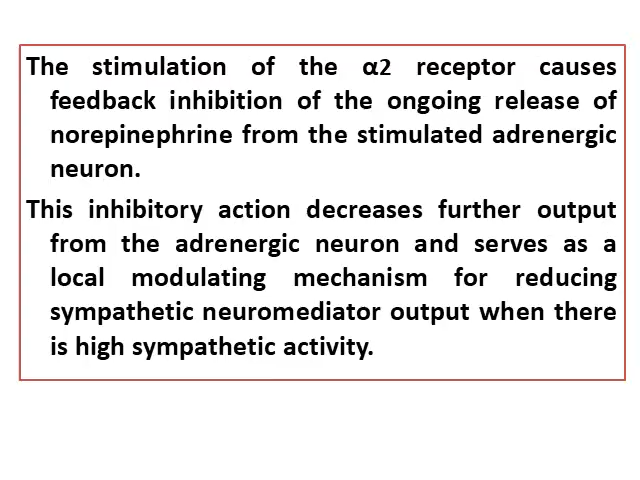 The stimulation of the α2 receptor causes
feedback inhibition of the ongoing release of
norepinephrine from the stimulated adrenergic
neuron.
This inhibitory action decreases further output
from the adrenergic neuron and serves as a
local modulating mechanism for reducing
sympathetic neuromediator output when there
is high sympathetic activity.